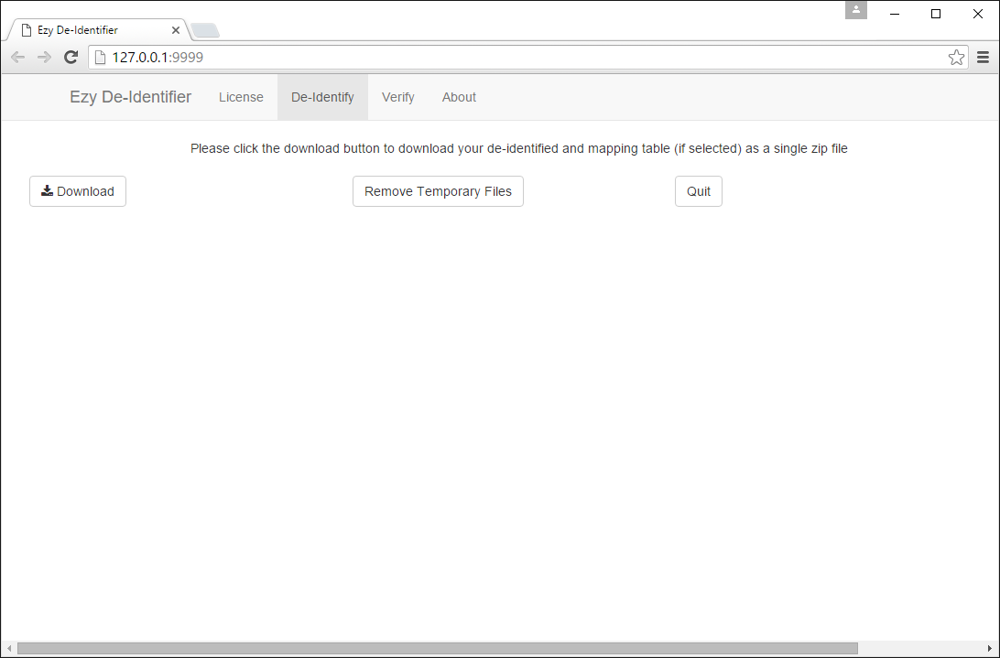 Ezy De-Identifier
127.0.0.1:9999
Ezy De-Identifier License De-Identify Verify About
Please click the download button to download your de-identified and mapping table (if selected) as a single zip file
Download Remove Temporary Files Quit